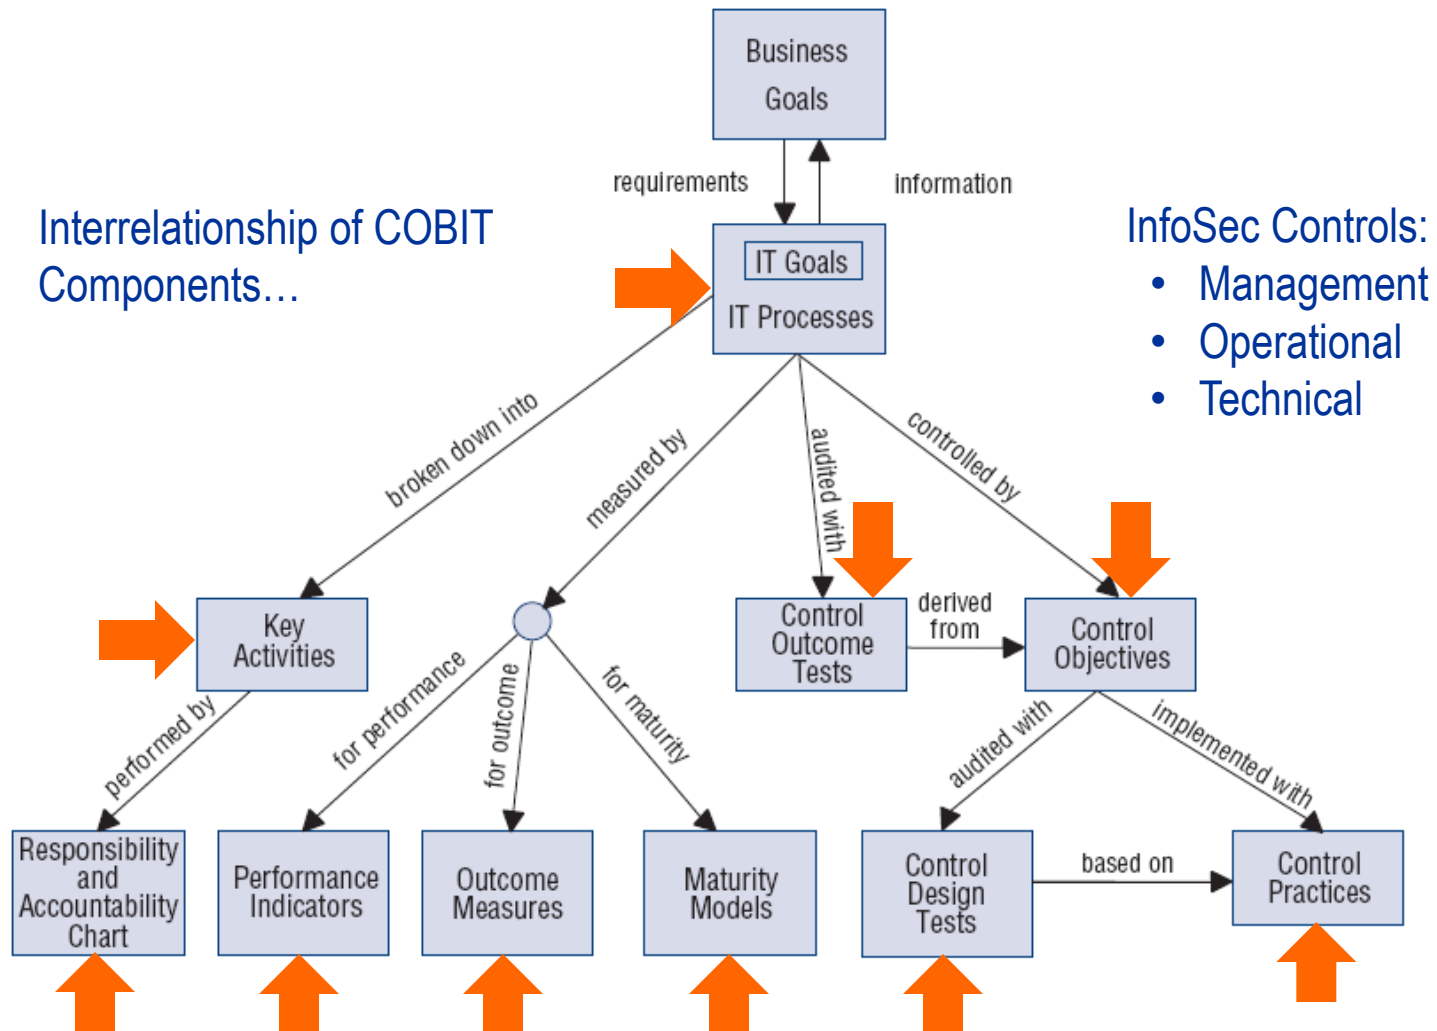 Business
Goals
requirements
information
Interrelationship of COBIT
Components…
InfoSec Controls:
• Management
• Operational
• Technical
IT Goals
IT Processes
broken down into
measured by
audited with
controlled by
Key
Activities
Control
Outcome
Tests
derived
from
Control
Objectives
performed by
for performance
for outcome
for maturity
audited with
implemented with
Responsibility
and
Accountability
Chart
Performance
Indicators
Outcome
Measures
Maturity
Models
Control
Design
Tests
based on
Control
Practices